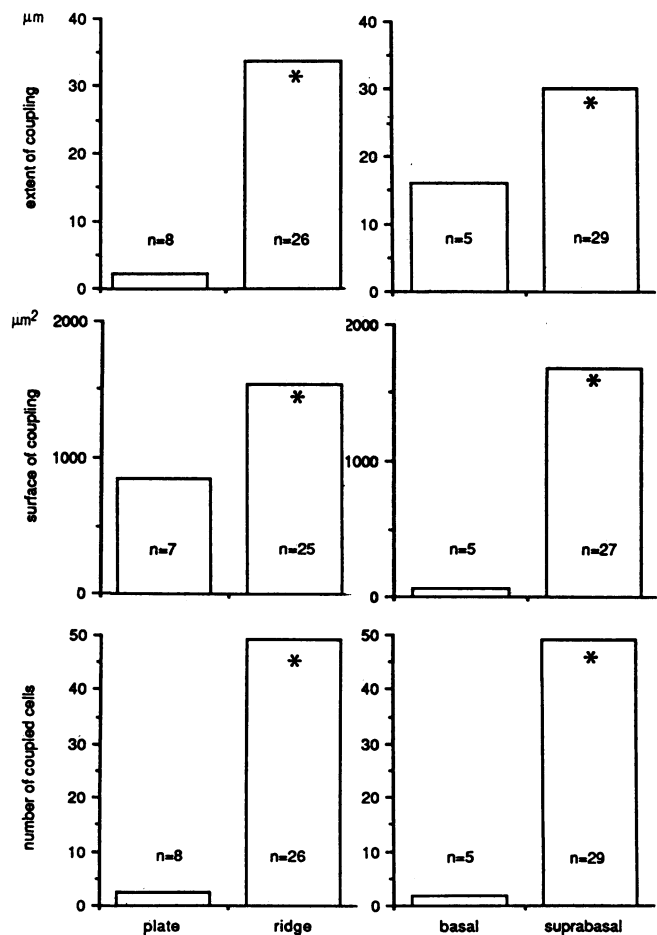 μm
extent of coupling
40
30
20
10
0
n=8
*
n=26
40
30
20
10
0
n=5
*
n=29
μm²
surface of coupling
2000
1000
0
n=7
*
n=25
2000
1000
0
n=5
*
n=27
number of coupled cells
50
40
30
20
10
0
n=8
*
n=26
plate
ridge
50
40
30
20
10
0
n=5
*
n=29
basal
suprabasal